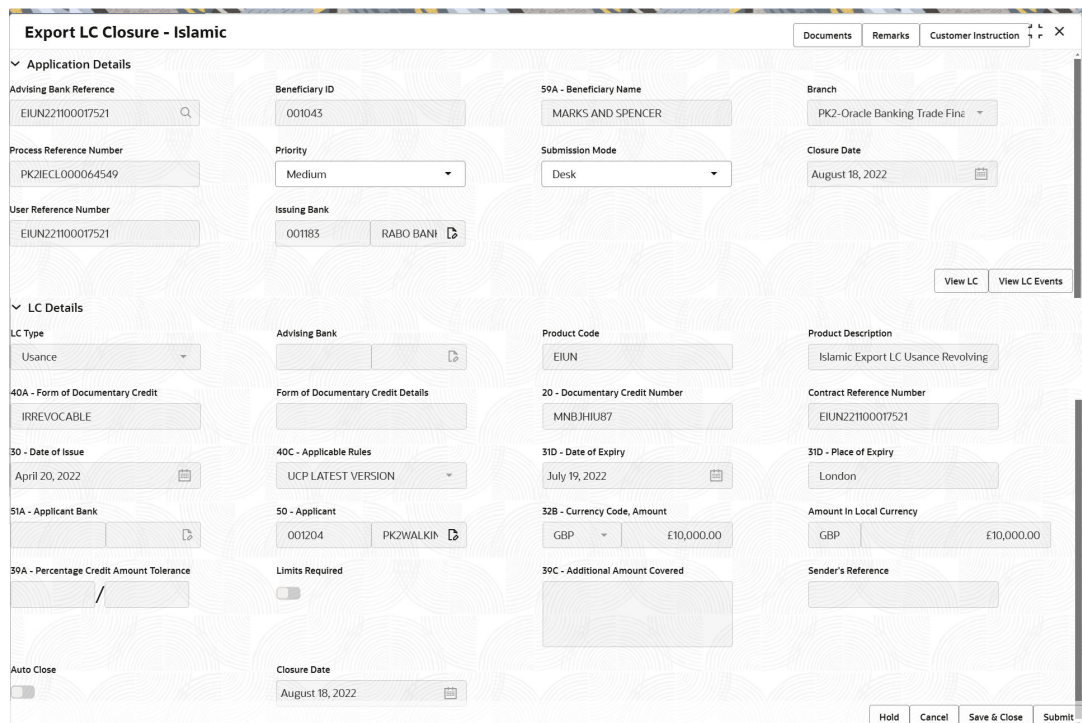 Export LC Closure - Islamic
Documents
Remarks
Customer Instruction
Application Details
Advising Bank Reference
Beneficiary ID
59A - Beneficiary Name
Branch
EIUN221100017521
001043
MARKS AND SPENCER
PK2-Oracle Banking Trade Fina
Process Reference Number
Priority
Submission Mode
Closure Date
PK2IECL000064549
Medium
Desk
August 18, 2022
User Reference Number
Issuing Bank
EIUN221100017521
001183
RABO BANK
View LC
View LC Events
LC Details
LC Type
Advising Bank
Product Code
Product Description
Usance
EIUN
Islamic Export LC Usance Revolving
40A - Form of Documentary Credit
Form of Documentary Credit Details
20 - Documentary Credit Number
Contract Reference Number
IRREVOCABLE
MNBJHIU87
EIUN221100017521
30 - Date of Issue
40C - Applicable Rules
31D - Date of Expiry
31D - Place of Expiry
April 20, 2022
UCP LATEST VERSION
July 19, 2022
London
51A - Applicant Bank
50 - Applicant
32B - Currency Code, Amount
Amount In Local Currency
001204
PK2WALKIN
GBP
£10,000.00
GBP
£10,000.00
39A - Percentage Credit Amount Tolerance
Limits Required
39C - Additional Amount Covered
Sender's Reference
/
Auto Close
Closure Date
August 18, 2022
Hold
Cancel
Save & Close
Submit